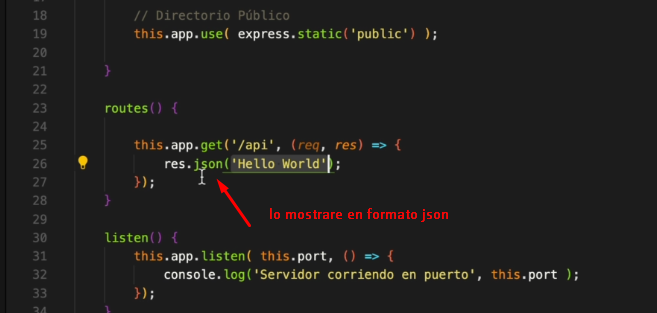 18 // Directorio Público
19 this.app.use( express.static('public') );
20
21 }
22
23 routes() {
24
25 this.app.get('/api', (req, res) => {
26 res.json('Hello World');
27 });
28 }
lo mostrare en formato json
29
30 listen() {
31 this.app.listen( this.port, () => {
32 console.log('Servidor corriendo en puerto', this.port );
33 });
34 }